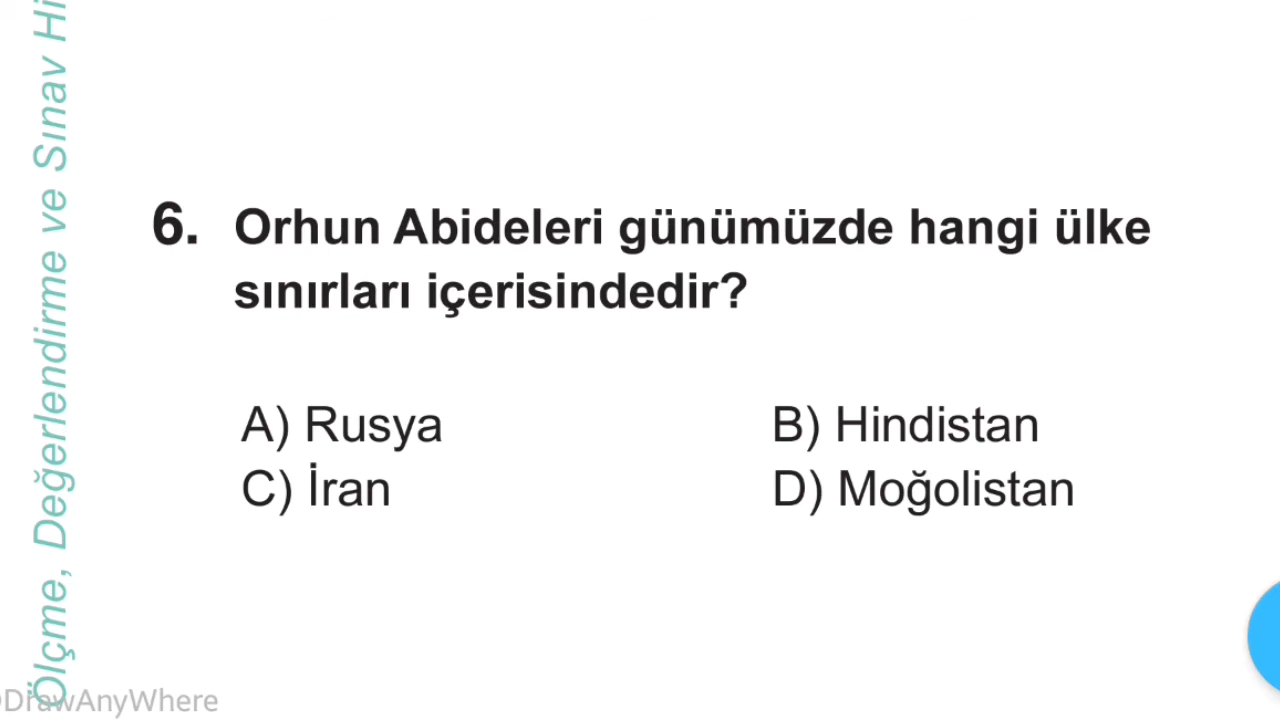 Ölçme, Değerlendirme ve Sınav Hi
6. Orhun Abideleri günümüzde hangi ülke
sınırları içerisindedir?
A) Rusya B) Hindistan
C) İran D) Moğolistan
DrawAnyWhere